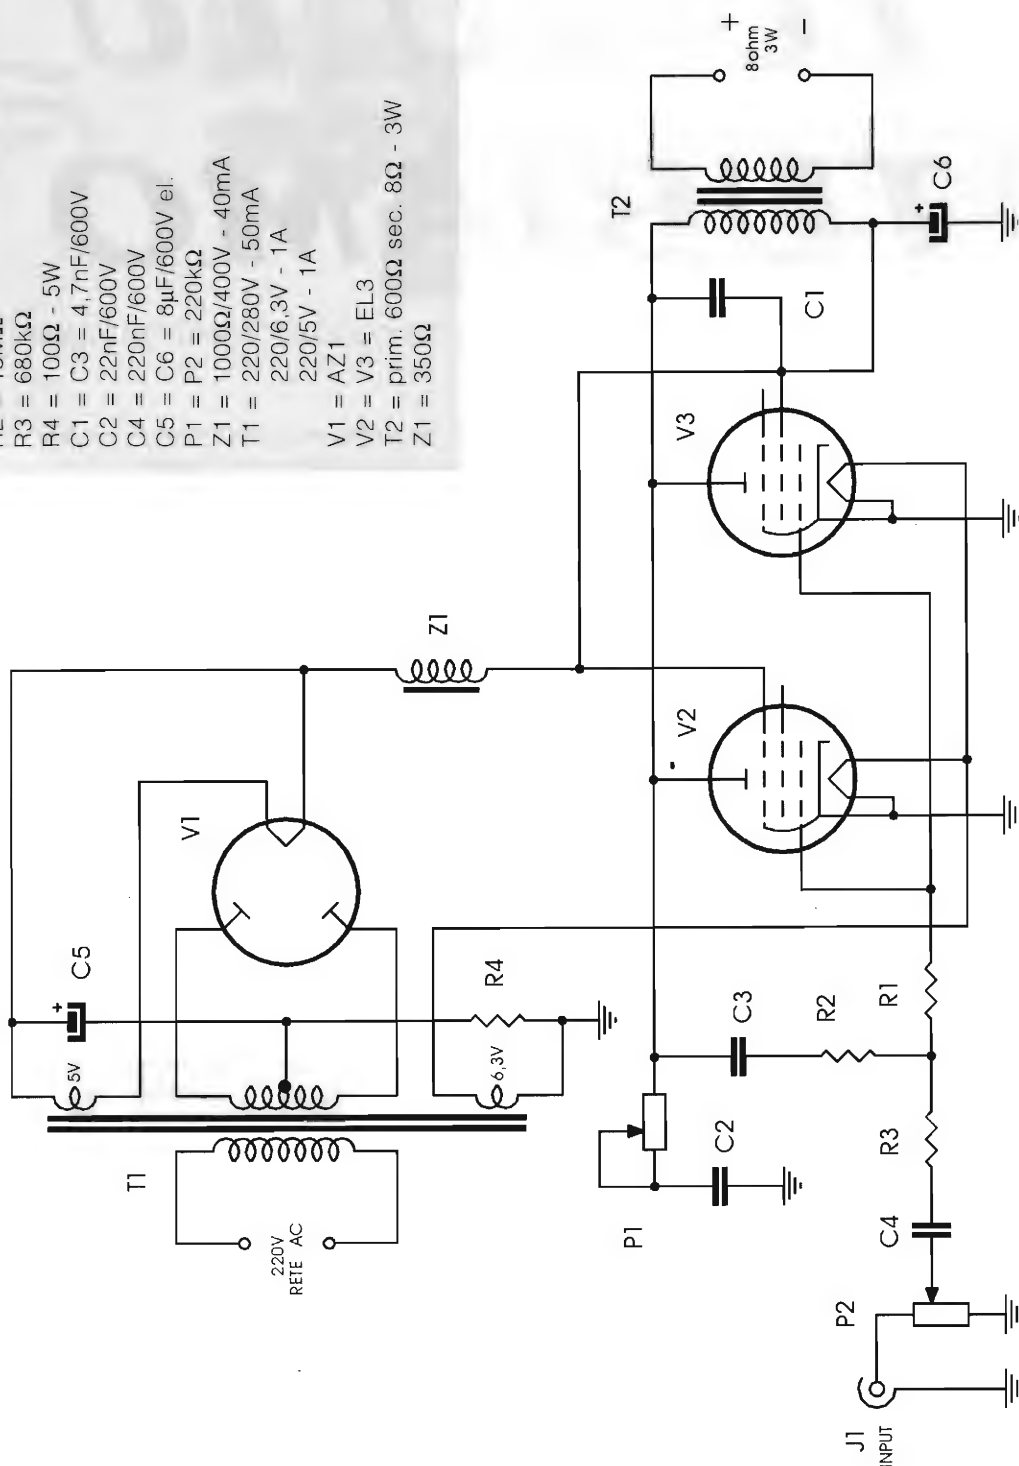 R3 = 680kΩ
R4 = 100Ω - 5W
C1 = C3 = 4,7nF/600V
C2 = 22nF/600V
C4 = 220nF/600V
C5 = C6 = 8µF/600V el.
P1 = P2 = 220kΩ
Z1 = 1000Ω/400V - 40mA
T1 = 220/280V - 50mA
220/6,3V - 1A
220/5V - 1A
V1 = AZ1
V2 = V3 = EL3
T2 = prim. 600Ω sec. 8Ω - 3W
Z1 = 350Ω
J1
INPUT
P2
C4
R3
R1
R2
C3
C2
P1
220V
RETE AC
T1
5V
6,3V
C5
R4
V1
Z1
V2
V3
C1
T2
C6
+
8ohm
3W
-
+
+